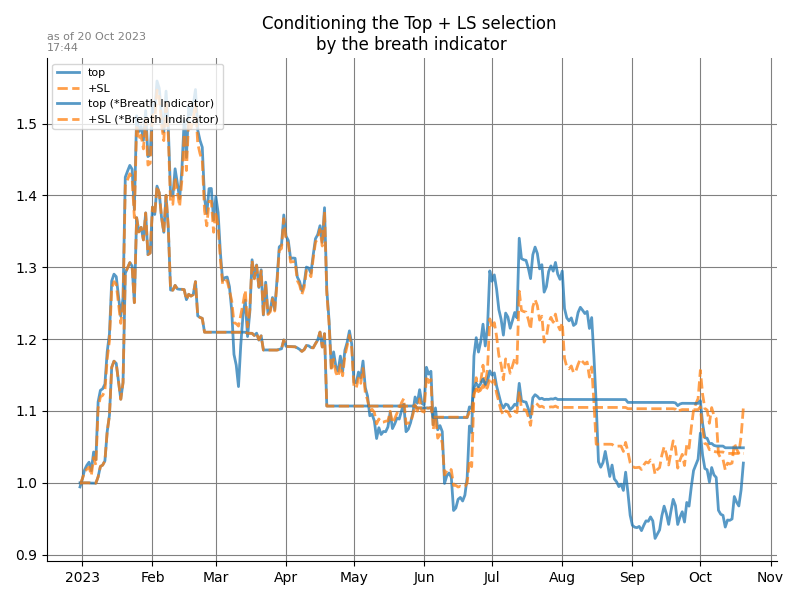 Conditioning the Top + LS selection
by the breath indicator
as of 20 Oct 2023
17:44
top
+SL
top (*Breath Indicator)
+SL (*Breath Indicator)
1.5
1.4
1.3
1.2
1.1
1.0
0.9
2023 Feb Mar Apr May Jun Jul Aug Sep Oct Nov